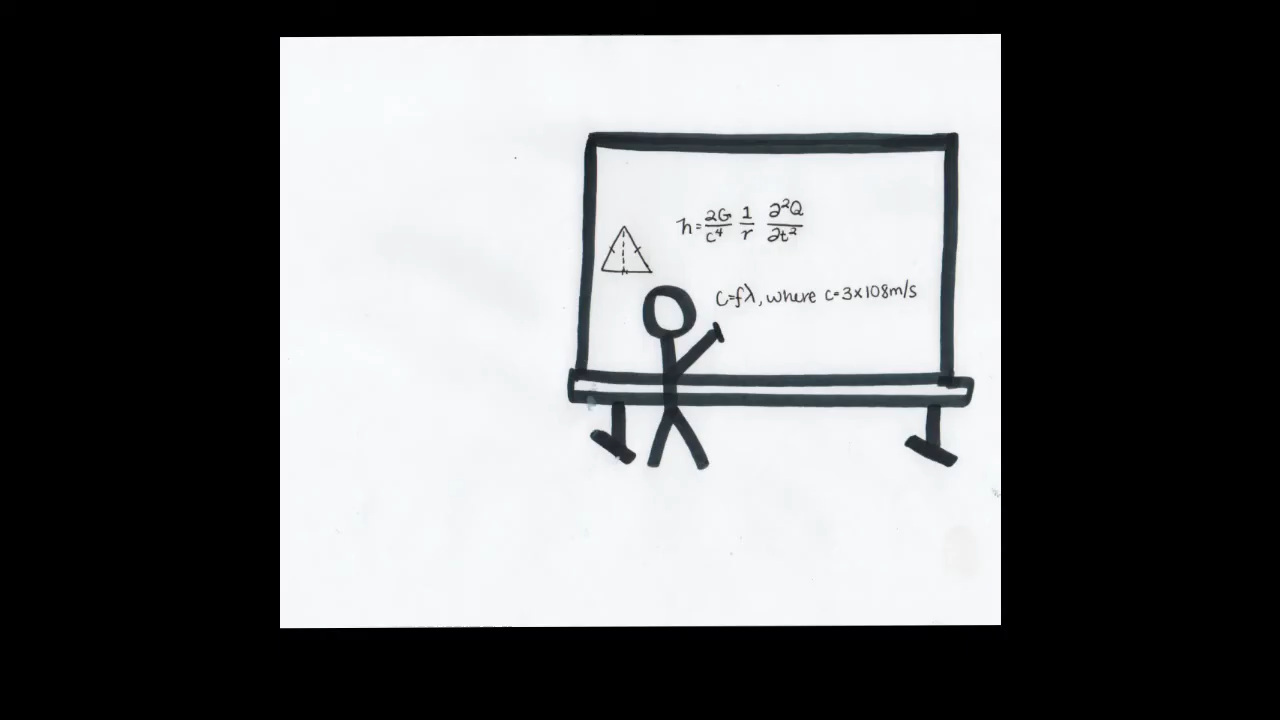 h = 2G/c⁴ 1/r ∂²Q/∂t²
c=fλ, where c=3x108m/s